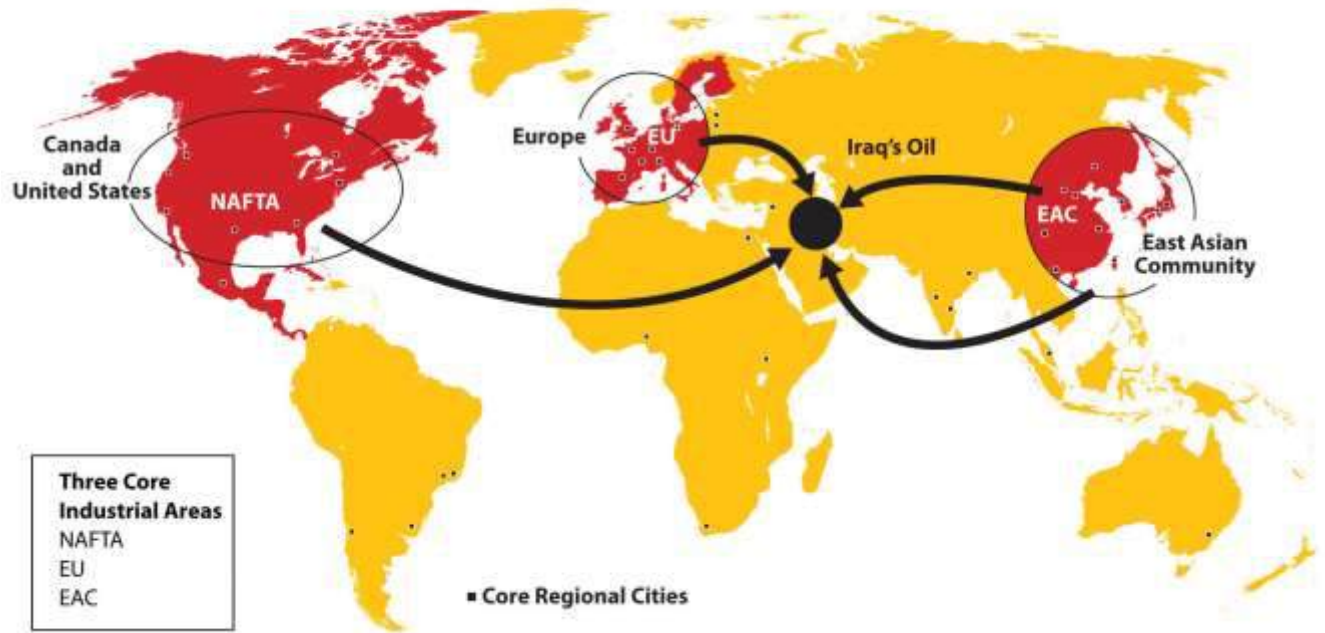 Canada
and
United States
NAFTA
Europe
EU
Iraq's Oil
EAC
East Asian
Community
Three Core
Industrial Areas
NAFTA
EU
EAC
Core Regional Cities